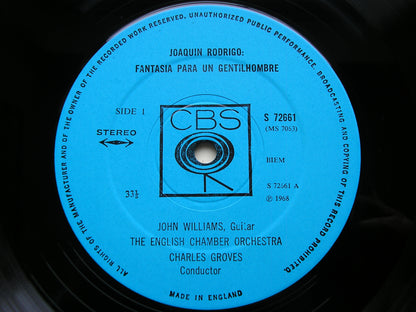 ALL RIGHTS OF THE MANUFACTURER AND OF THE OWNER OF THE RECORDED WORK RESERVED. UNAUTHORIZED PUBLIC PERFORMANCE, BROADCASTING AND COPYING OF THIS RECORD PROHIBITED.
JOAQUIN RODRIGO:
FANTASIA PARA UN GENTILHOMBRE
SIDE 1
S 72661
STEREO
(MS 7063)
CBS
BIEM
33⅓
S 72661 A
℗ 1968
JOHN WILLIAMS, Guitar
THE ENGLISH CHAMBER ORCHESTRA
CHARLES GROVES
Conductor
MADE IN ENGLAND